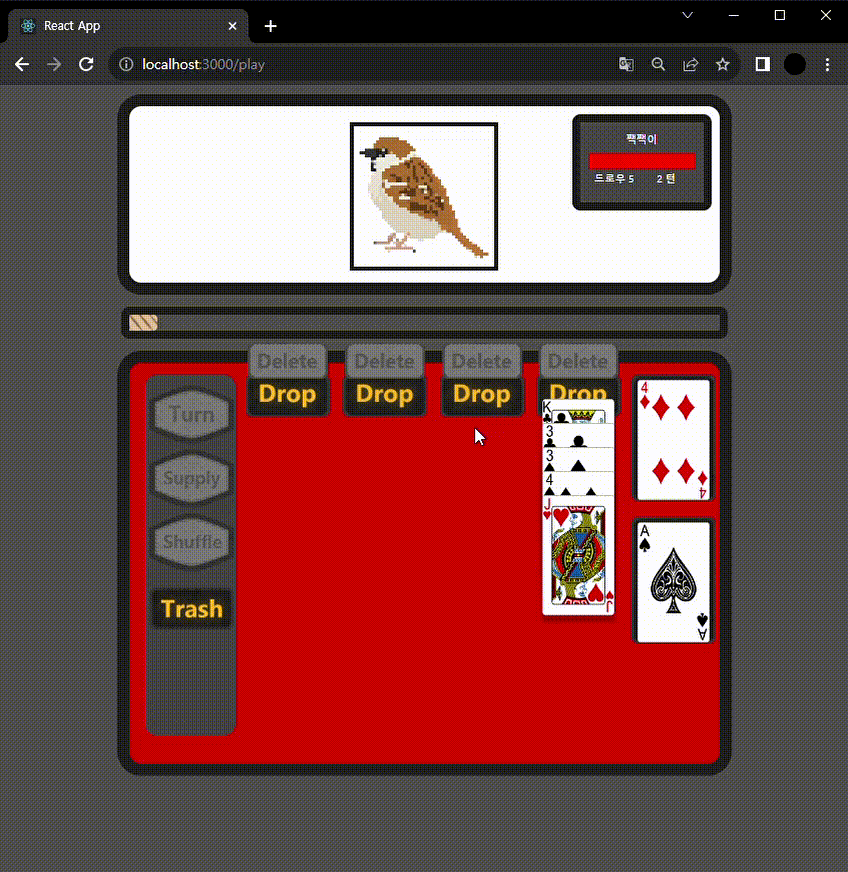 React App
localhost:3000/play
짹짹이
드로우 5 2 턴
Delete Delete Delete Delete
Drop Drop Drop Drop
Turn
Supply
Shuffle
Trash
K
3
3
4
J
J
4
4
A
A